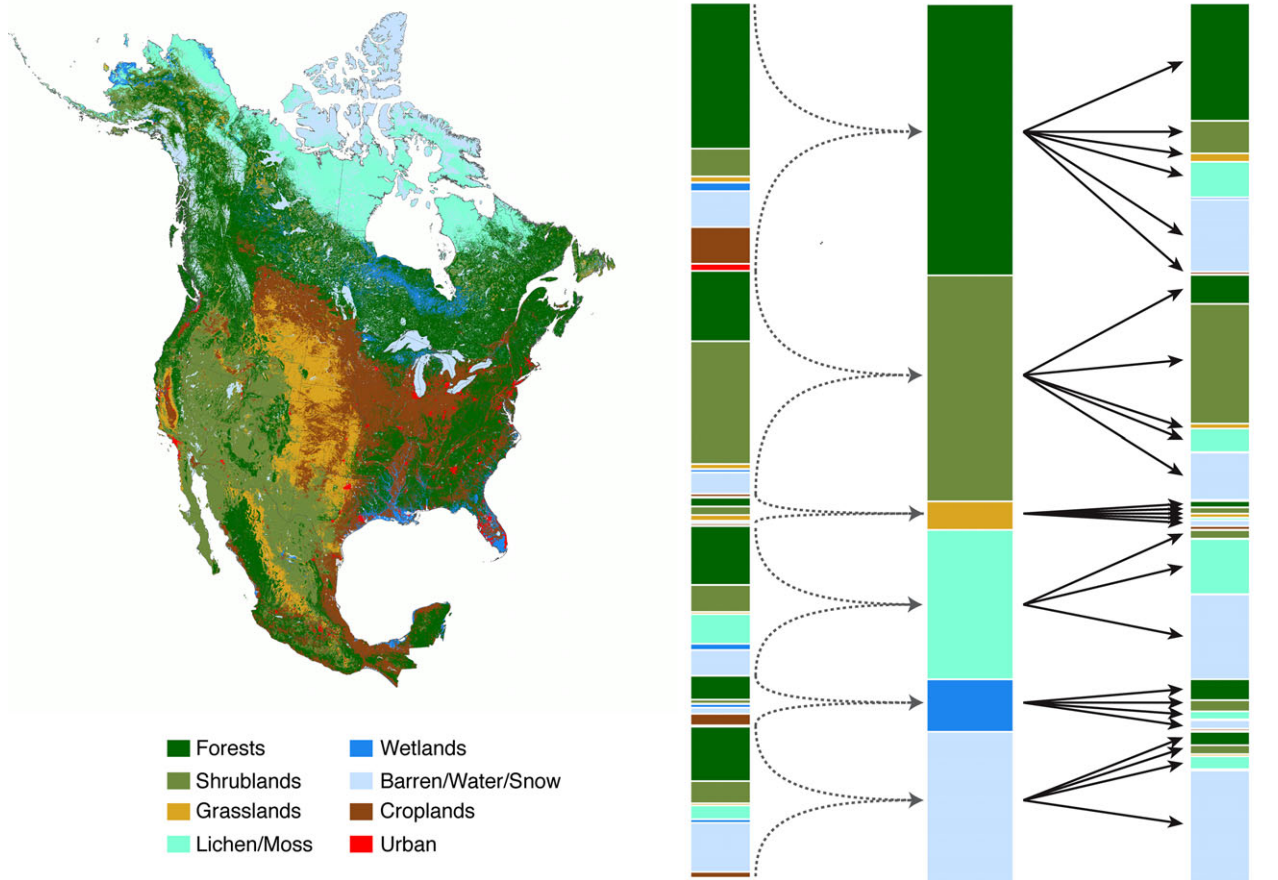 Forests
Shrublands
Grasslands
Lichen/Moss
Wetlands
Barren/Water/Snow
Croplands
Urban